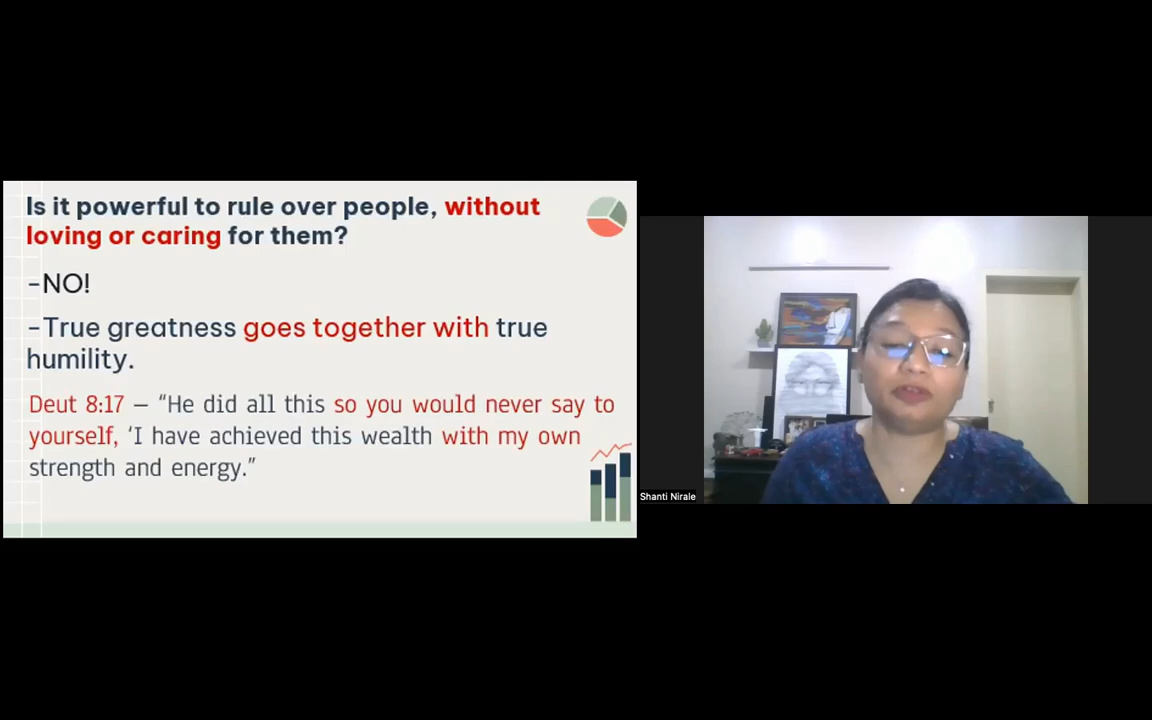 Is it powerful to rule over people, without
loving or caring for them?
-NO!
-True greatness goes together with true
humility.
Deut 8:17 – “He did all this so you would never say to
yourself, ‘I have achieved this wealth with my own
strength and energy.”
Shanti Nirale